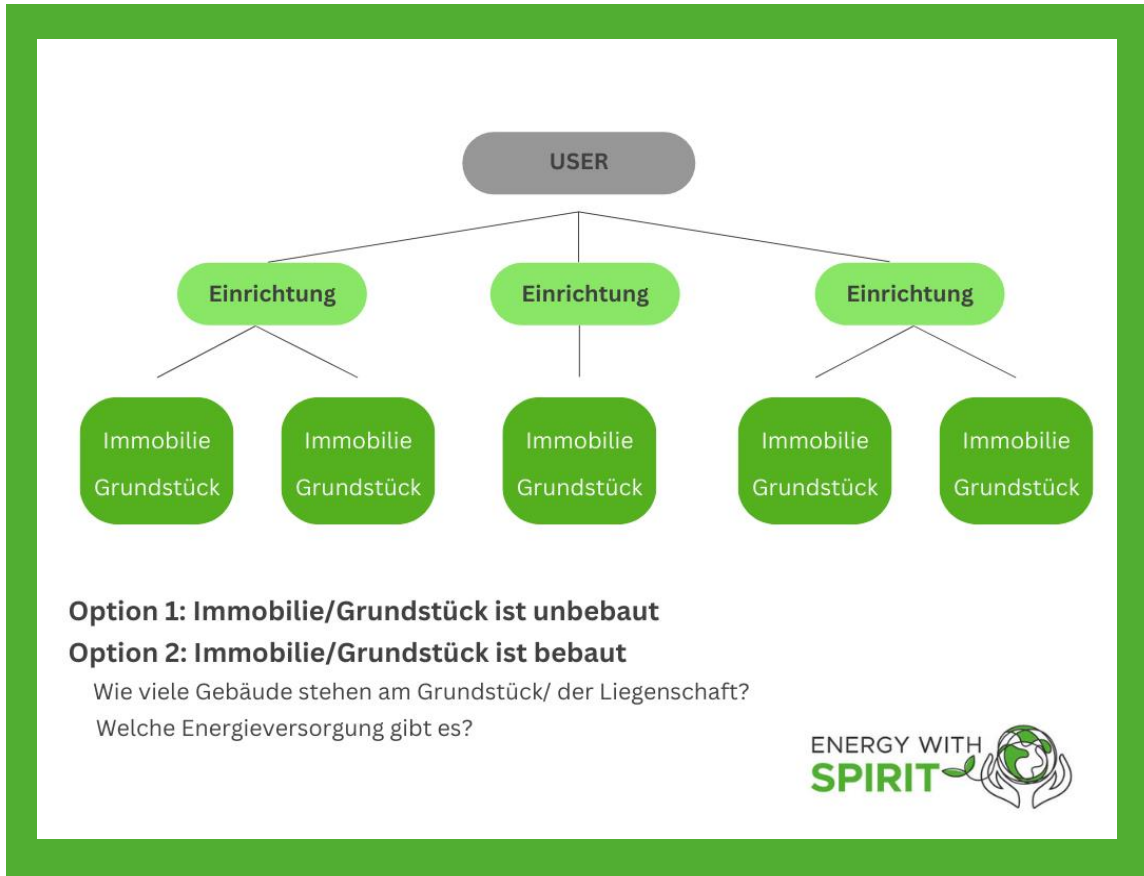 USER
Einrichtung
Einrichtung
Einrichtung
Immobilie
Grundstück
Immobilie
Grundstück
Immobilie
Grundstück
Immobilie
Grundstück
Immobilie
Grundstück
Option 1: Immobilie/Grundstück ist unbebaut
Option 2: Immobilie/Grundstück ist bebaut
Wie viele Gebäude stehen am Grundstück/ der Liegenschaft?
Welche Energieversorgung gibt es?
ENERGY WITH
SPIRIT